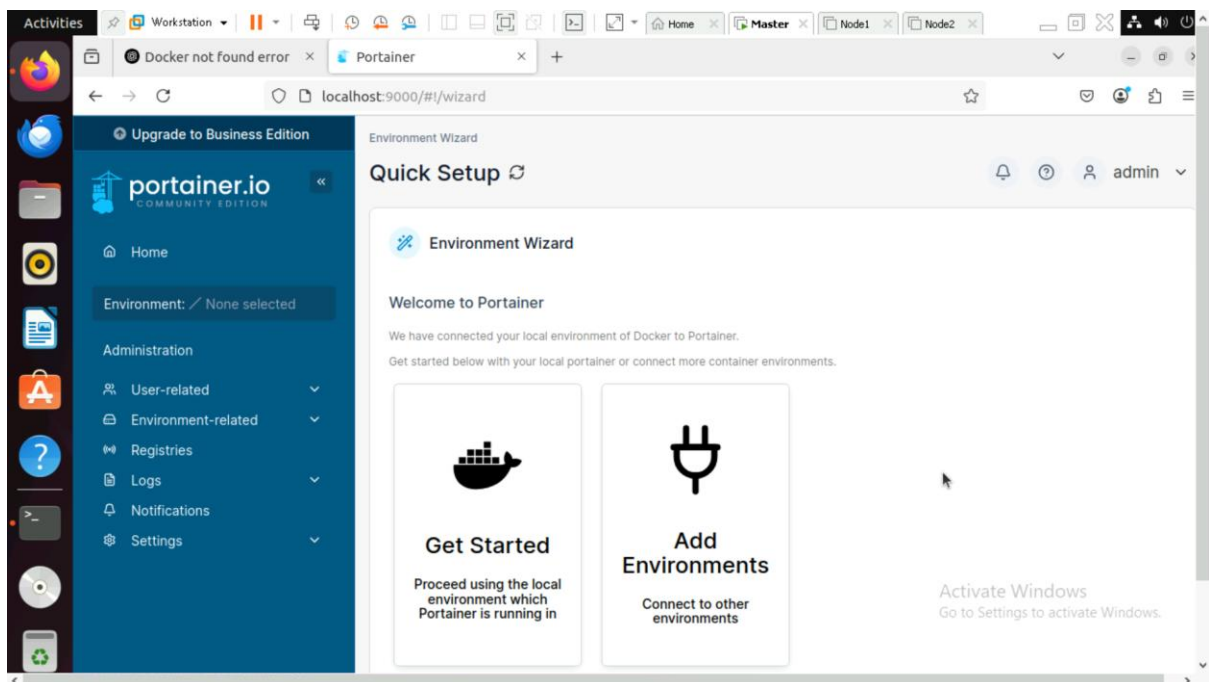 Activities
Workstation
Home
Master
Node1
Node2
Docker not found error
Portainer
localhost:9000/#!/wizard
Upgrade to Business Edition
portainer.io
COMMUNITY EDITION
Home
Environment: None selected
Administration
User-related
Environment-related
Registries
Logs
Notifications
Settings
Environment Wizard
Quick Setup
admin
Environment Wizard
Welcome to Portainer
We have connected your local environment of Docker to Portainer.
Get started below with your local portainer or connect more container environments.
Get Started
Proceed using the local
environment which
Portainer is running in
Add
Environments
Connect to other
environments
Activate Windows
Go to Settings to activate Windows.